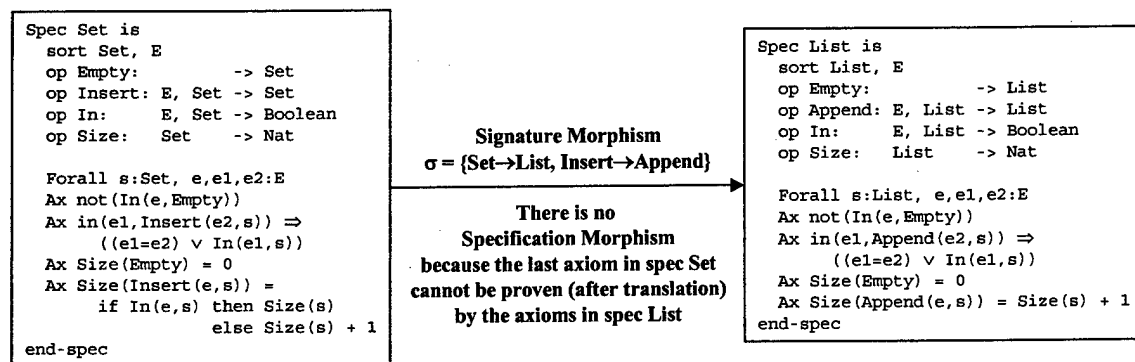 Spec Set is
sort Set, E
op Empty: -> Set
op Insert: E, Set -> Set
op In: E, Set -> Boolean
op Size: Set -> Nat
Forall s:Set, e,e1,e2:E
Ax not(In(e,Empty))
Ax in(e1,Insert(e2,s)) ⇒
((e1=e2) ∨ In(e1,s))
Ax Size(Empty) = 0
Ax Size(Insert(e,s)) =
if In(e,s) then Size(s)
else Size(s) + 1
end-spec
Signature Morphism
σ = {Set→List, Insert→Append}
There is no
Specification Morphism
because the last axiom in spec Set
cannot be proven (after translation)
by the axioms in spec List
Spec List is
sort List, E
op Empty: -> List
op Append: E, List -> List
op In: E, List -> Boolean
op Size: List -> Nat
Forall s:List, e,e1,e2:E
Ax not(In(e,Empty))
Ax in(e1,Append(e2,s)) ⇒
((e1=e2) ∨ In(e1,s))
Ax Size(Empty) = 0
Ax Size(Append(e,s)) = Size(s) + 1
end-spec